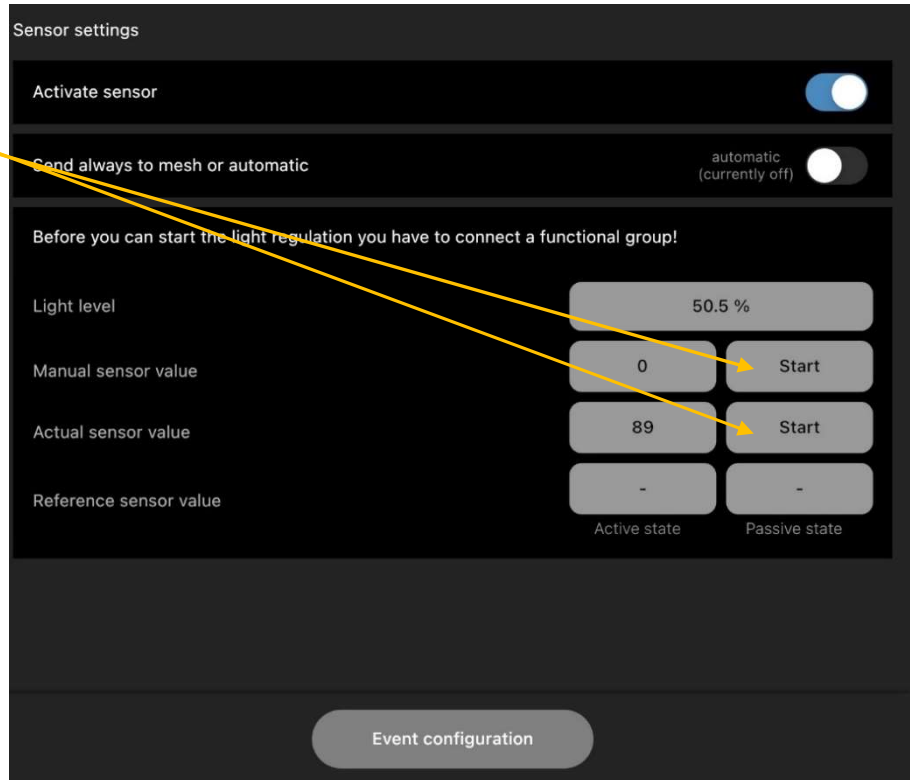 Sensor settings
Activate sensor
Send always to mesh or automatic
automatic
(currently off)
Before you can start the light regulation you have to connect a functional group!
Light level 50.5 %
Manual sensor value 0 Start
Actual sensor value 89 Start
Reference sensor value - -
Active state Passive state
Event configuration